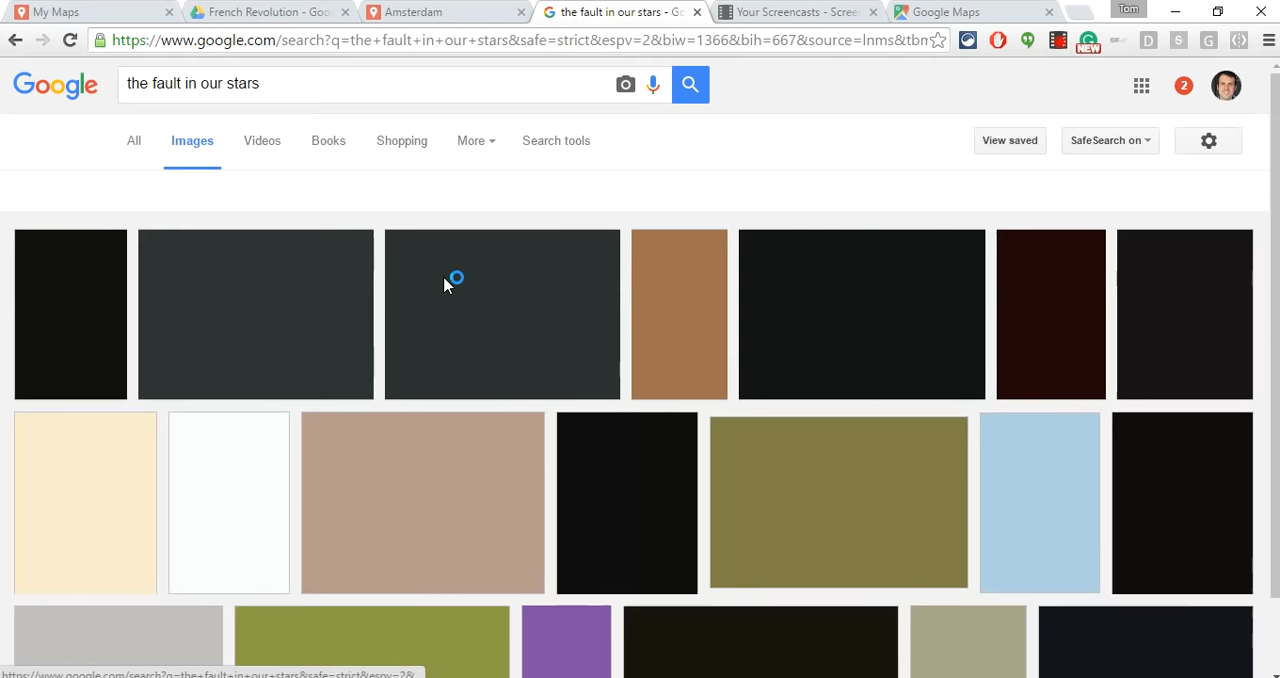 My Maps
French Revolution - Goo
Amsterdam
the fault in our stars - Go
Your Screencasts - Screen
Google Maps
Tom
https://www.google.com/search?q=the+fault+in+our+stars&safe=strict&espv=2&biw=1366&bih=667&source=lnms&tbm
NEW
D
S
G
Google
the fault in our stars
2
All
Images
Videos
Books
Shopping
More
Search tools
View saved
SafeSearch on
https://www.google.com/search?q=the+fault+in+our+stars&safe=strict&espv=2&